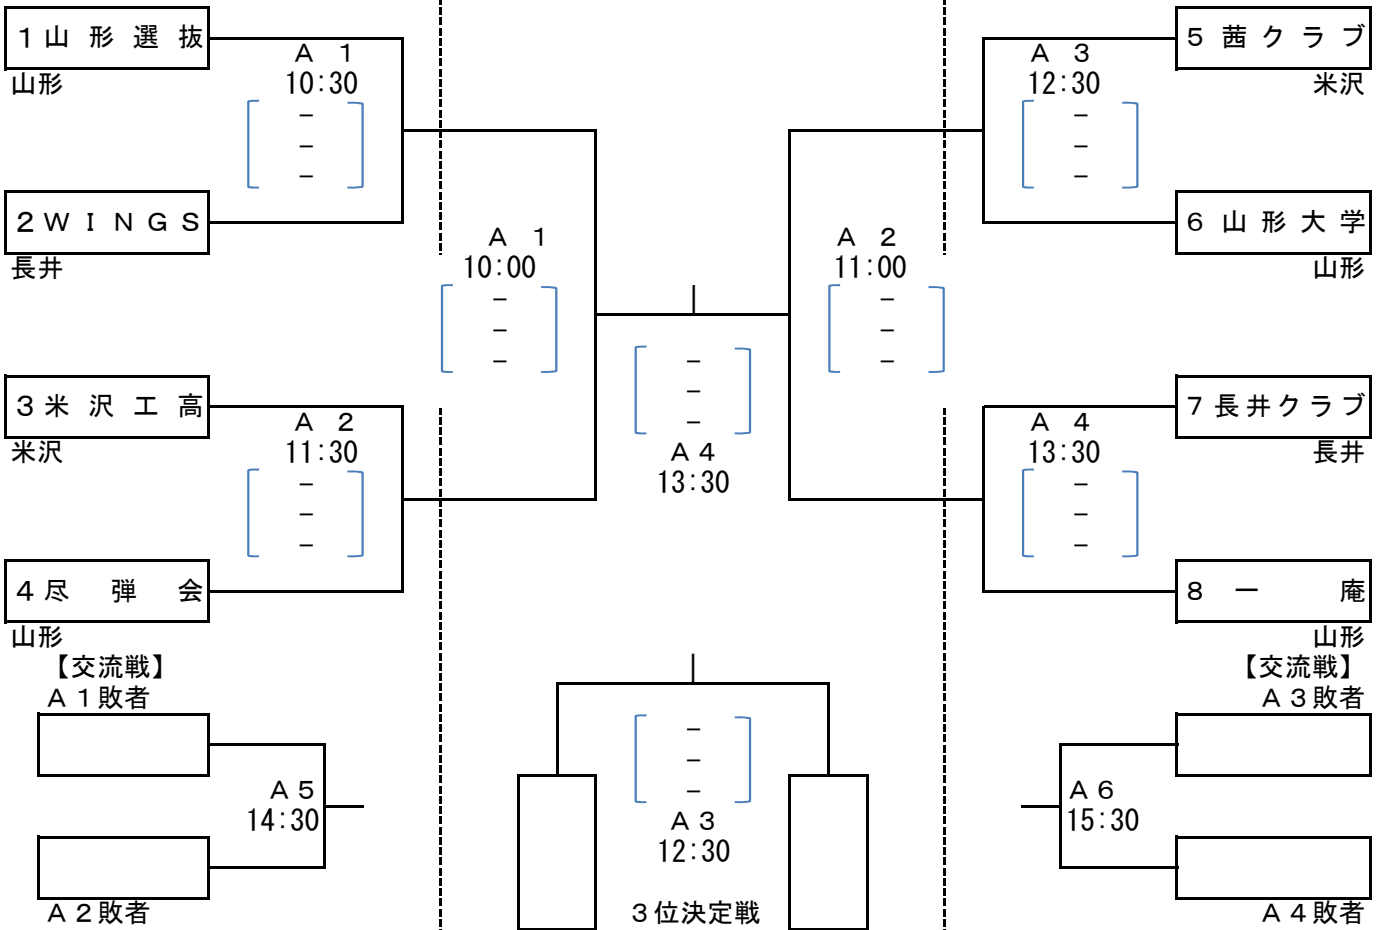 １山形選抜
山形
Ａ １
10:30
－
－
－
２ＷＩＮＧＳ
長井
３米沢工高
米沢
Ａ ２
11:30
－
－
－
４尽弾会
山形
Ａ １
10:00
－
－
－
－
－
－
Ａ４
13:30
Ａ ２
11:00
－
－
－
５茜クラブ
米沢
Ａ ３
12:30
－
－
－
６山形大学
山形
７長井クラブ
長井
Ａ ４
13:30
－
－
－
８一庵
山形
【交流戦】
Ａ１敗者
Ａ５
14:30
Ａ２敗者
－
－
－
Ａ３
12:30
３位決定戦
【交流戦】
Ａ３敗者
Ａ６
15:30
Ａ４敗者